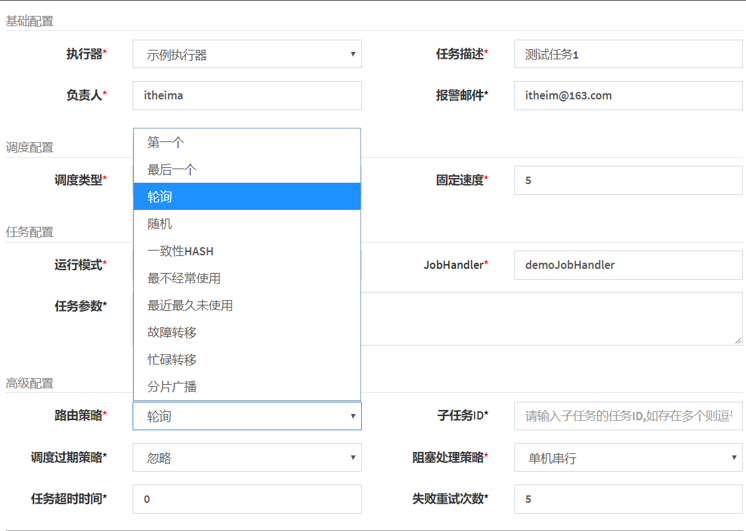 基础配置
执行器* 示例执行器 任务描述* 测试任务1
负责人* itheima 报警邮件* itheim@163.com
第一个
调度配置
最后一个
调度类型* 固定速度* 5
轮询
随机
任务配置
一致性HASH
运行模式* JobHandler* demoJobHandler
最不经常使用
任务参数* 最近最久未使用
故障转移
忙碌转移
高级配置
分片广播
路由策略* 轮询 子任务ID* 请输入子任务的任务ID,如存在多个则逗
调度过期策略* 忽略 阻塞处理策略* 单机串行
任务超时时间* 0 失败重试次数* 5